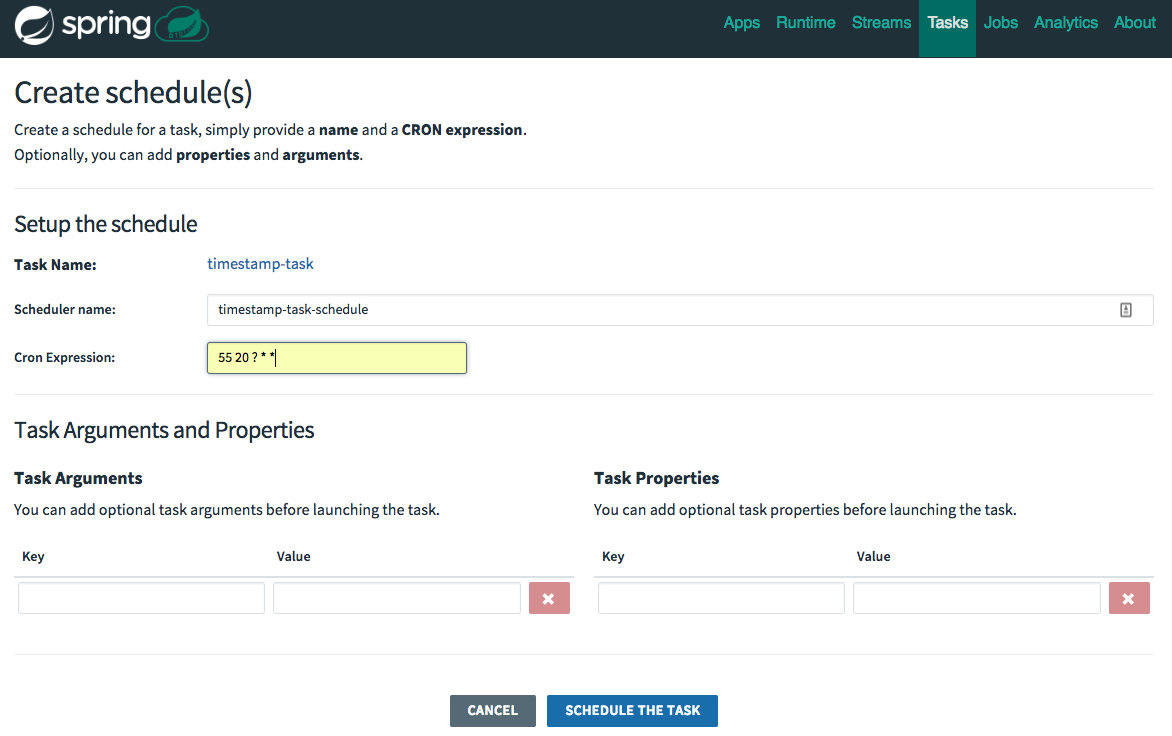 spring
Apps Runtime Streams Tasks Jobs Analytics About
Create schedule(s)
Create a schedule for a task, simply provide a name and a CRON expression.
Optionally, you can add properties and arguments.
Setup the schedule
Task Name: timestamp-task
Scheduler name: timestamp-task-schedule
Cron Expression: 55 20 ? * *
Task Arguments and Properties
Task Arguments
You can add optional task arguments before launching the task.
Key Value
Task Properties
You can add optional task properties before launching the task.
Key Value
CANCEL SCHEDULE THE TASK